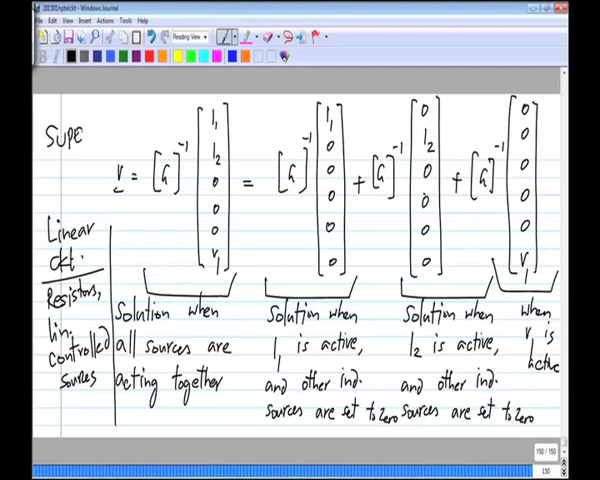 201301nptelckt - Windows Journal
File Edit View Insert Actions Tools Help
Reading View
B I
SUPE
v = [G]⁻¹ [I₁ I₂ 0 0 0 V₁] = [G]⁻¹ [I₁ 0 0 0 0 0] + [G]⁻¹ [0 I₂ 0 0 0 0] + [G]⁻¹ [0 0 0 0 0 V₁]
Linear
ckt.
Resistors,
lin.
controlled
sources
Solution when
all sources are
acting together
Solution when
I₁ is active,
and other ind.
sources are set to zero
Solution when
I₂ is active,
and other ind.
sources are set to zero
when
V₁ is
active
150 / 150
150